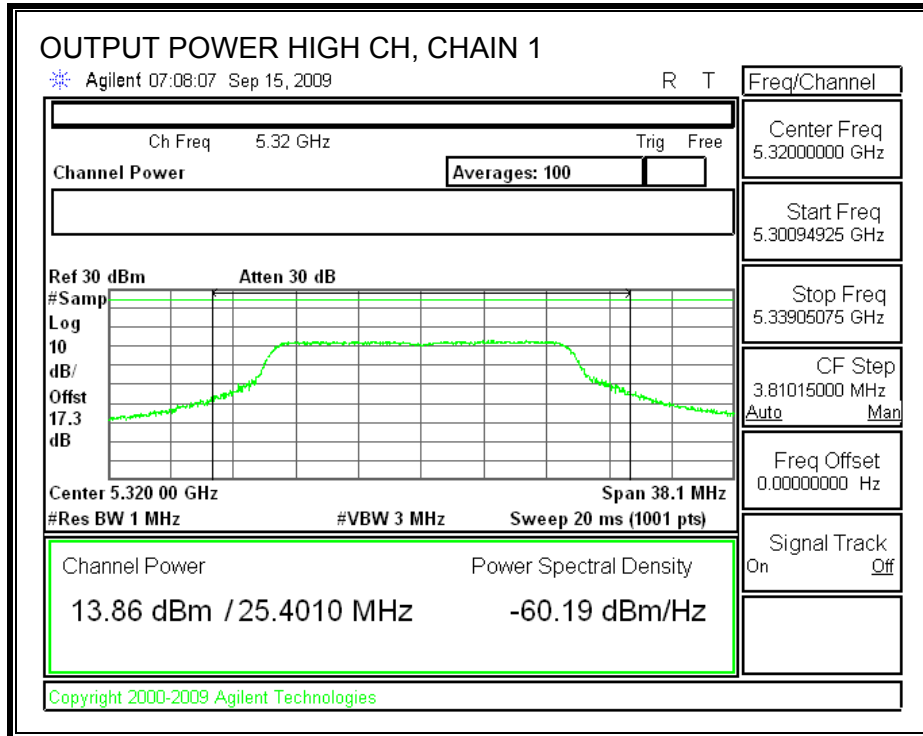 OUTPUT POWER HIGH CH, CHAIN 1
Agilent 07:08:07 Sep 15, 2009 R T
Freq/Channel
Ch Freq 5.32 GHz Trig Free
Channel Power Averages: 100
Center Freq
5.32000000 GHz
Start Freq
5.30094925 GHz
Stop Freq
5.33905075 GHz
CF Step
3.81015000 MHz
Auto Man
Freq Offset
0.00000000 Hz
Signal Track
On Off
Ref 30 dBm Atten 30 dB
#Samp
Log
10
dB/
Offst
17.3
dB
Center 5.320 00 GHz Span 38.1 MHz
#Res BW 1 MHz #VBW 3 MHz Sweep 20 ms (1001 pts)
Channel Power Power Spectral Density
13.86 dBm / 25.4010 MHz -60.19 dBm/Hz
Copyright 2000-2009 Agilent Technologies